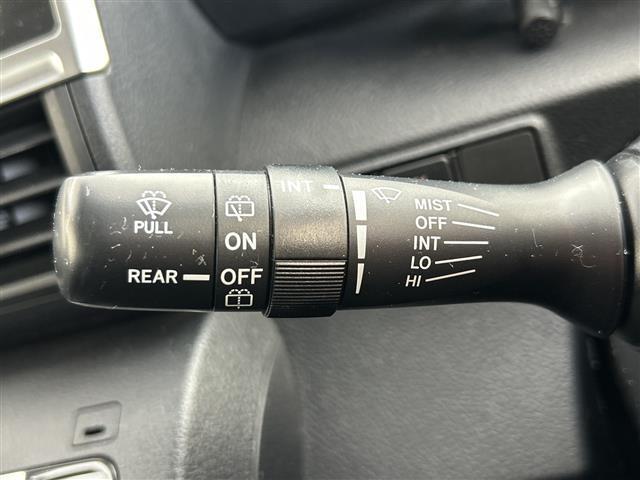 PULL
REAR
ON
OFF
INT
MIST
OFF
INT
LO
HI